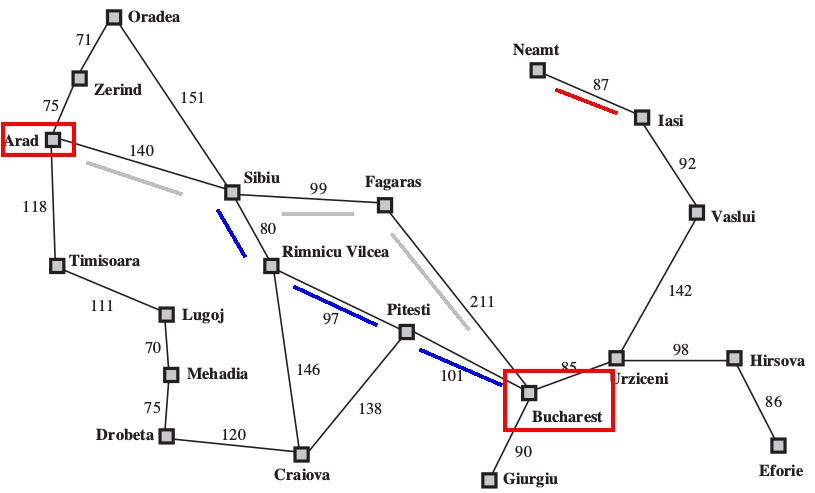 Oradea
71
Neamt
87
Zerind
151
75
Iasi
Arad
140
92
Sibiu
99
Fagaras
118
80
Vaslui
Timisoara
Rimnicu Vilcea
142
111
211
Lugoj
Pitesti
97
70
98
Hirsova
85
146
101
Urziceni
Mehadia
86
75
138
Bucharest
Drobeta
120
90
Craiova
Giurgiu
Eforie